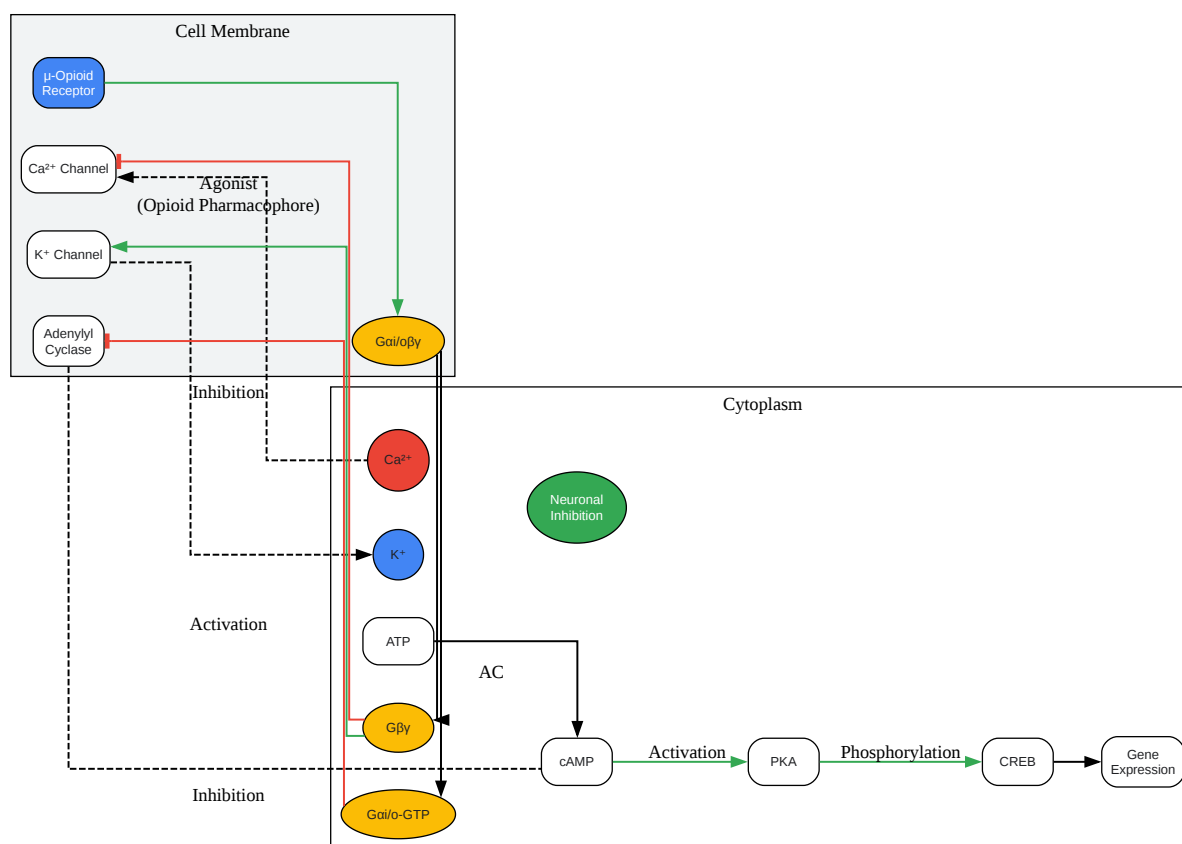 Cell Membrane
μ-Opioid
Receptor
Ca²⁺ Channel
Agonist
(Opioid Pharmacophore)
K⁺ Channel
Adenylyl
Cyclase
Gαi/oβγ
Inhibition
Cytoplasm
Ca²⁺
Neuronal
Inhibition
K⁺
Activation
ATP
AC
Gβγ
cAMP
Activation
PKA
Phosphorylation
CREB
Gene
Expression
Inhibition
Gαi/o-GTP